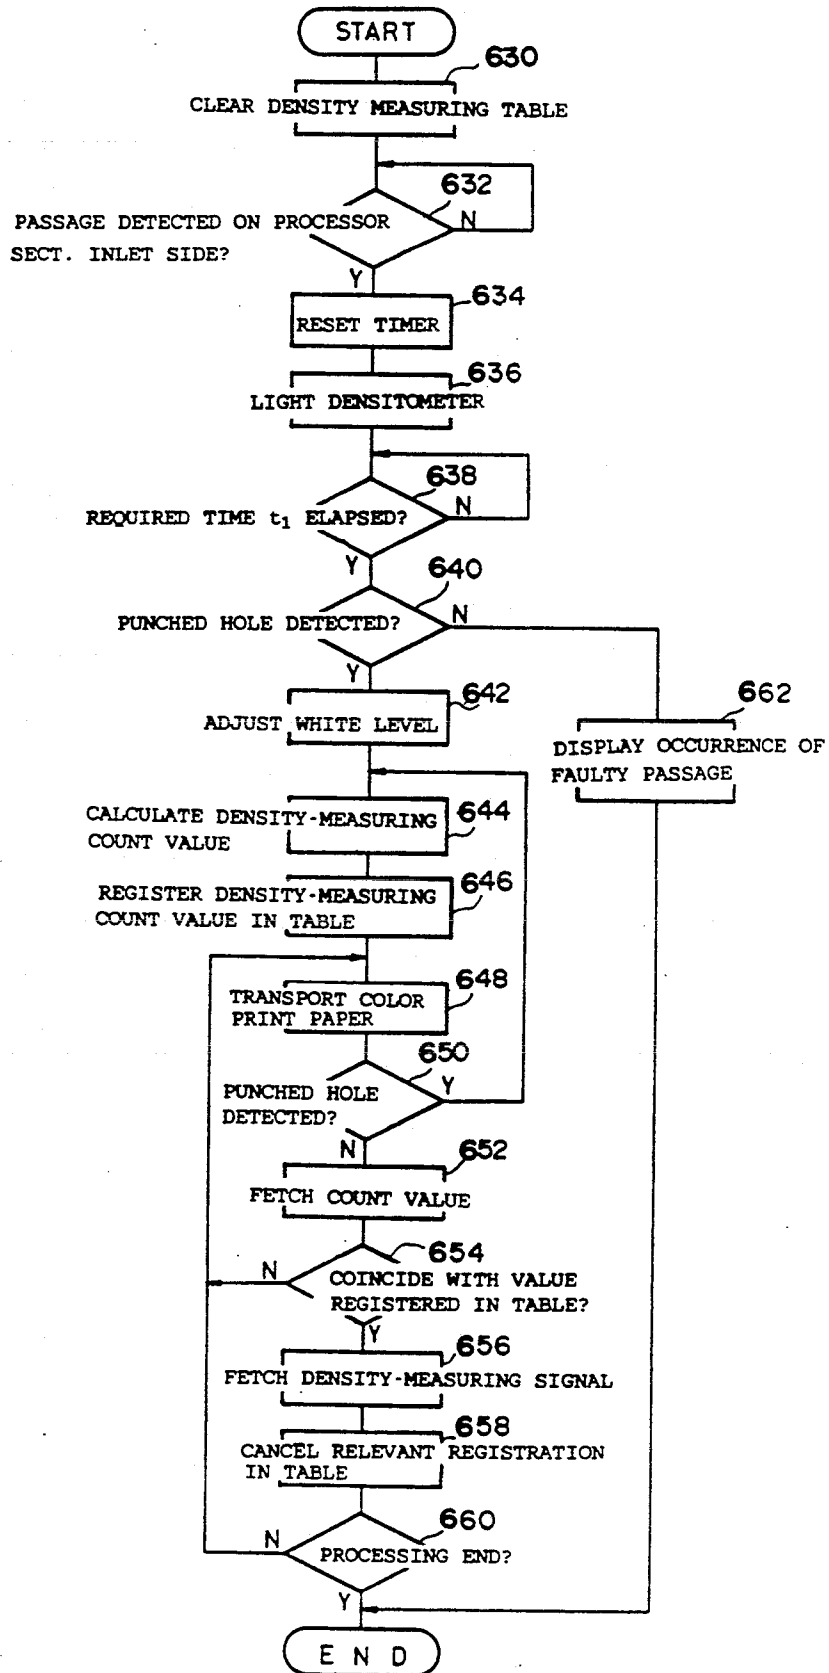 START
630
CLEAR DENSITY MEASURING TABLE
632
PASSAGE DETECTED ON PROCESSOR
SECT. INLET SIDE?
N
Y
634
RESET TIMER
636
LIGHT DENSITOMETER
638
REQUIRED TIME t1 ELAPSED?
N
Y
640
PUNCHED HOLE DETECTED?
N
Y
642
ADJUST WHITE LEVEL
662
DISPLAY OCCURRENCE OF
FAULTY PASSAGE
CALCULATE DENSITY-MEASURING
COUNT VALUE
644
REGISTER DENSITY-MEASURING
COUNT VALUE IN TABLE
646
TRANSPORT COLOR
PRINT PAPER
648
650
PUNCHED HOLE
DETECTED?
Y
N
652
FETCH COUNT VALUE
654
N
COINCIDE WITH VALUE
REGISTERED IN TABLE?
Y
656
FETCH DENSITY-MEASURING SIGNAL
658
CANCEL RELEVANT REGISTRATION
IN TABLE
660
N
PROCESSING END?
Y
END